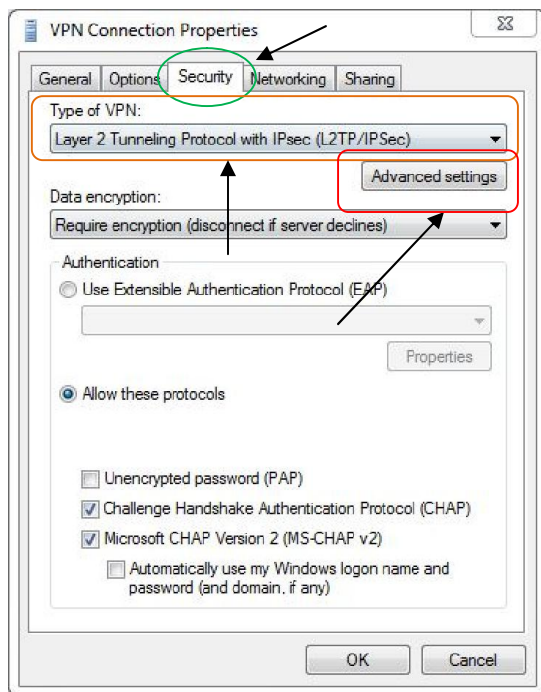 VPN Connection Properties
General Options Security Networking Sharing
Type of VPN:
Layer 2 Tunneling Protocol with IPsec (L2TP/IPSec)
Advanced settings
Data encryption:
Require encryption (disconnect if server declines)
Authentication
Use Extensible Authentication Protocol (EAP)
Properties
Allow these protocols
Unencrypted password (PAP)
Challenge Handshake Authentication Protocol (CHAP)
Microsoft CHAP Version 2 (MS-CHAP v2)
Automatically use my Windows logon name and
password (and domain, if any)
OK Cancel